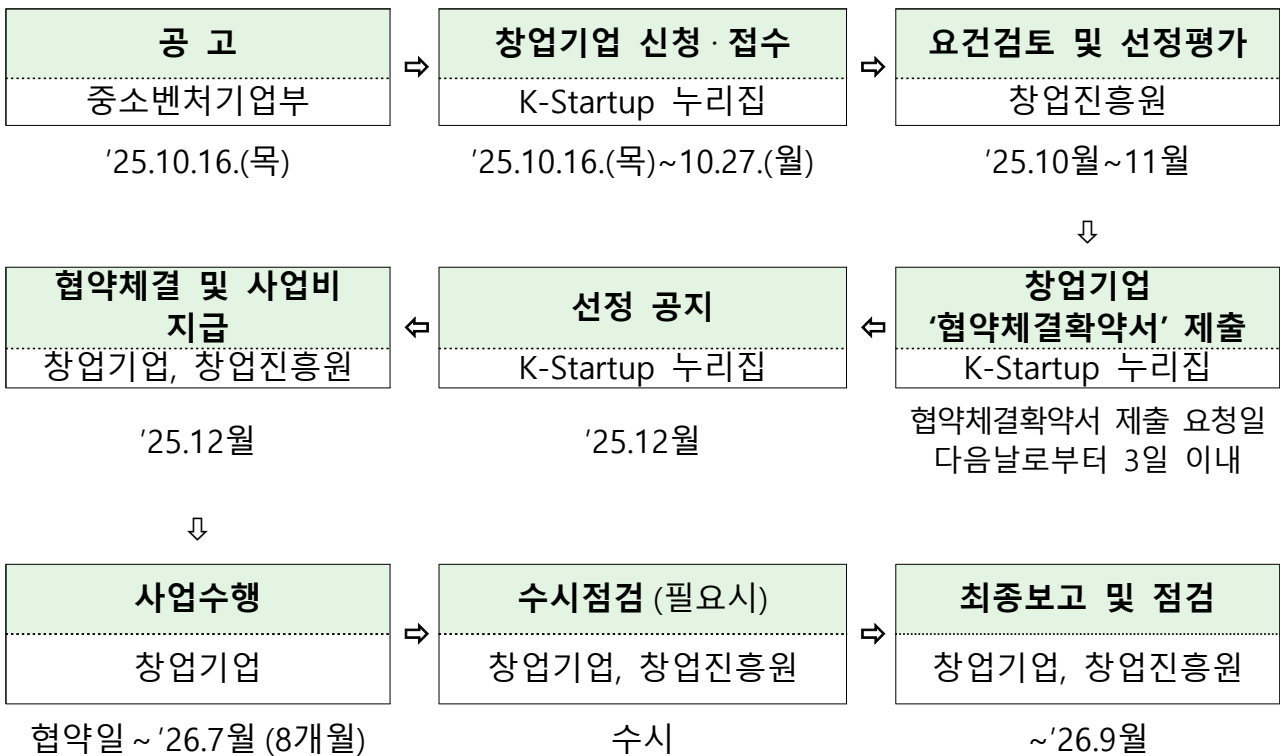 공 고
중소벤처기업부
'25.10.16.(목)
⇨
창업기업 신청·접수
K-Startup 누리집
'25.10.16.(목)~10.27.(월)
⇨
요건검토 및 선정평가
창업진흥원
'25.10월~11월
⇩
창업기업
‘협약체결확약서’ 제출
K-Startup 누리집
협약체결확약서 제출 요청일
다음날로부터 3일 이내
⇦
선정 공지
K-Startup 누리집
'25.12월
⇦
협약체결 및 사업비
지급
창업기업, 창업진흥원
'25.12월
⇩
사업수행
창업기업
협약일 ~ '26.7월 (8개월)
⇨
수시점검 (필요시)
창업기업, 창업진흥원
수시
⇨
최종보고 및 점검
창업기업, 창업진흥원
~'26.9월